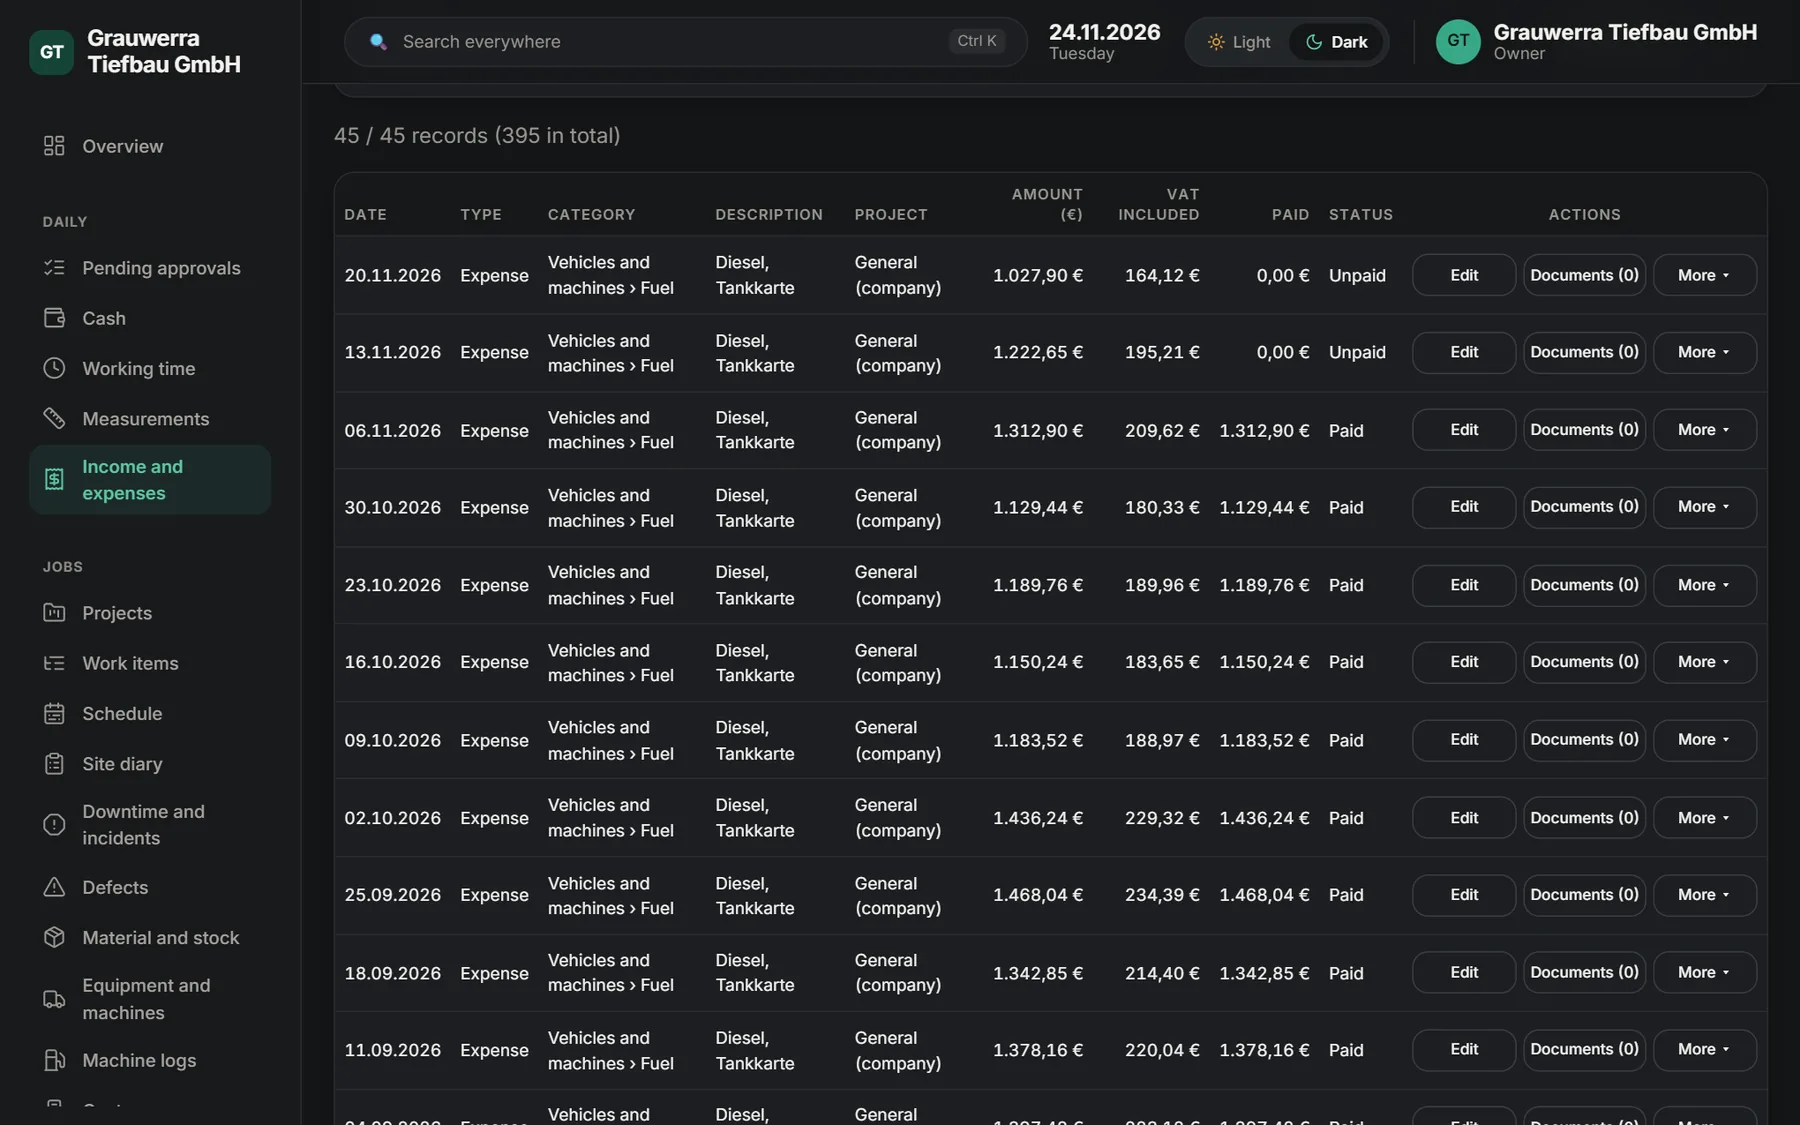 GT
Grauwerra
Tiefbau GmbH
Search everywhere
Ctrl K
24.11.2026
Tuesday
Light
Dark
GT
Grauwerra Tiefbau GmbH
Owner
Overview
DAILY
Pending approvals
Cash
Working time
Measurements
Income and
expenses
JOBS
Projects
Work items
Schedule
Site diary
Downtime and
incidents
Defects
Material and stock
Equipment and
machines
Machine logs
45 / 45 records (395 in total)
DATE TYPE CATEGORY DESCRIPTION PROJECT AMOUNT (€) VAT INCLUDED PAID STATUS ACTIONS
20.11.2026 Expense Vehicles and machines › Fuel Diesel, Tankkarte General (company) 1.027,90 € 164,12 € 0,00 € Unpaid Edit Documents (0) More
13.11.2026 Expense Vehicles and machines › Fuel Diesel, Tankkarte General (company) 1.222,65 € 195,21 € 0,00 € Unpaid Edit Documents (0) More
06.11.2026 Expense Vehicles and machines › Fuel Diesel, Tankkarte General (company) 1.312,90 € 209,62 € 1.312,90 € Paid Edit Documents (0) More
30.10.2026 Expense Vehicles and machines › Fuel Diesel, Tankkarte General (company) 1.129,44 € 180,33 € 1.129,44 € Paid Edit Documents (0) More
23.10.2026 Expense Vehicles and machines › Fuel Diesel, Tankkarte General (company) 1.189,76 € 189,96 € 1.189,76 € Paid Edit Documents (0) More
16.10.2026 Expense Vehicles and machines › Fuel Diesel, Tankkarte General (company) 1.150,24 € 183,65 € 1.150,24 € Paid Edit Documents (0) More
09.10.2026 Expense Vehicles and machines › Fuel Diesel, Tankkarte General (company) 1.183,52 € 188,97 € 1.183,52 € Paid Edit Documents (0) More
02.10.2026 Expense Vehicles and machines › Fuel Diesel, Tankkarte General (company) 1.436,24 € 229,32 € 1.436,24 € Paid Edit Documents (0) More
25.09.2026 Expense Vehicles and machines › Fuel Diesel, Tankkarte General (company) 1.468,04 € 234,39 € 1.468,04 € Paid Edit Documents (0) More
18.09.2026 Expense Vehicles and machines › Fuel Diesel, Tankkarte General (company) 1.342,85 € 214,40 € 1.342,85 € Paid Edit Documents (0) More
11.09.2026 Expense Vehicles and machines › Fuel Diesel, Tankkarte General (company) 1.378,16 € 220,04 € 1.378,16 € Paid Edit Documents (0) More
Vehicles and Diesel, General